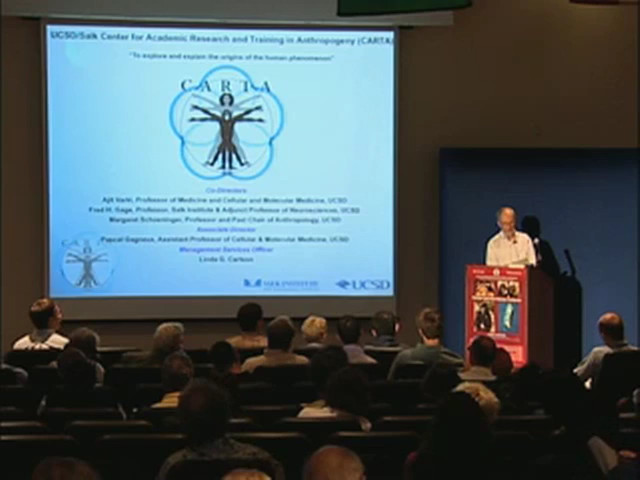 UCSD/Salk Center for Academic Research and Training in Anthropogeny (CARTA)
"To explore and explain the origins of the human phenomenon"
CARTA
Co-Directors
Ajit Varki, Professor of Medicine and Cellular and Molecular Medicine, UCSD
Fred H. Gage, Professor, Salk Institute & Adjunct Professor of Neurosciences, UCSD
Margaret Schoeninger, Professor and Past Chair of Anthropology, UCSD
Associate Director
Pascal Gagneux, Assistant Professor of Cellular & Molecular Medicine, UCSD
Management Services Officer
Linda G. Carlson
CARTA
SALK INSTITUTE
UCSD